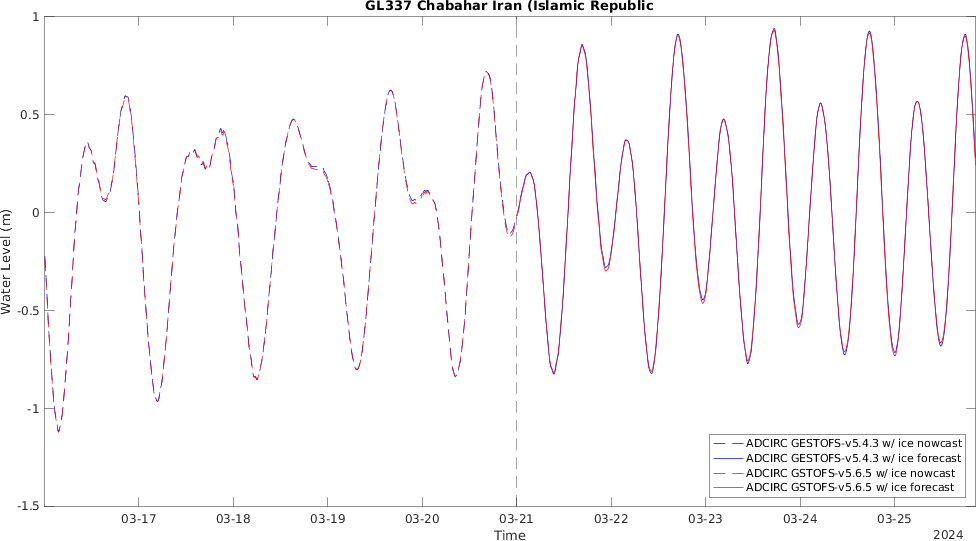 GL337 Chabahar Iran (Islamic Republic
1
0.5
0
-0.5
-1
-1.5
Water Level (m)
03-17 03-18 03-19 03-20 03-21 03-22 03-23 03-24 03-25
Time
2024
ADCIRC GESTOFS-v5.4.3 w/ ice nowcast
ADCIRC GESTOFS-v5.4.3 w/ ice forecast
ADCIRC GSTOFS-v5.6.5 w/ ice nowcast
ADCIRC GSTOFS-v5.6.5 w/ ice forecast